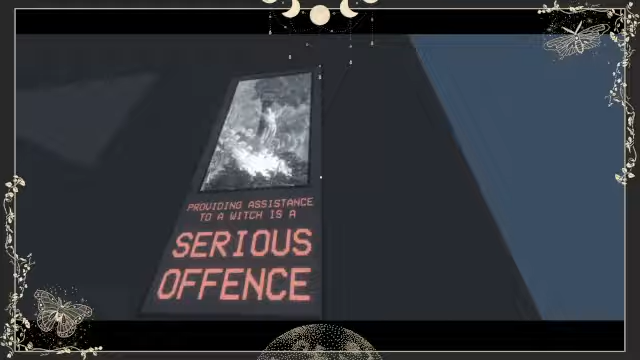 PROVIDING ASSISTANCE
TO A WITCH IS A
SERIOUS
OFFENCE